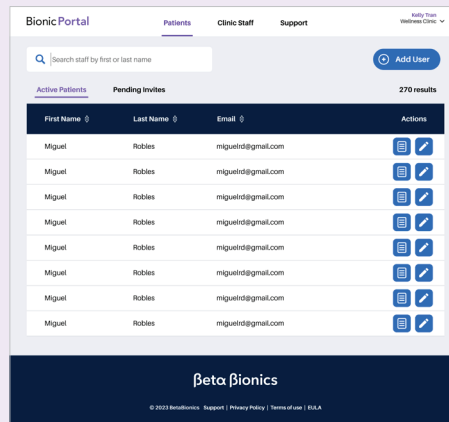 Bionic Portal Patients Clinic Staff Support Kelly Tran
Wellness Clinic
Search staff by first or last name Add User
Active Patients Pending Invites 270 results
First Name Last Name Email Actions
Miguel Robles miguelrd@gmail.com
Miguel Robles miguelrd@gmail.com
Miguel Robles miguelrd@gmail.com
Miguel Robles miguelrd@gmail.com
Miguel Robles miguelrd@gmail.com
Miguel Robles miguelrd@gmail.com
Miguel Robles miguelrd@gmail.com
Miguel Robles miguelrd@gmail.com
βeta βionics
© 2023 BetaBionics Support | Privacy Policy | Terms of use | EULA